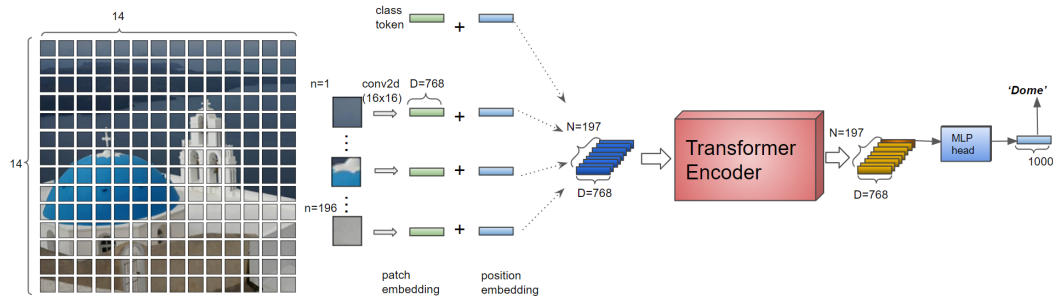 14
14
n=1
n=196
conv2d
(16x16)
class
token
D=768
+
+
+
+
patch
embedding
position
embedding
N=197
D=768
Transformer
Encoder
N=197
D=768
MLP
head
'Dome'
1000